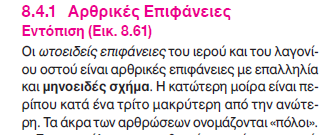 8.4.1 Αρθρικές Επιφάνειες
Εντόπιση (Εικ. 8.61)
Οι ωτοειδείς επιφάνειες του ιερού και του λαγονί-
ου οστού είναι αρθρικές επιφάνειες με επαλληλία
και μηνοειδές σχήμα. Η κατώτερη μοίρα είναι πε-
ρίπου κατά ένα τρίτο μακρύτερη από την ανώτε-
ρη. Τα άκρα των αρθρώσεων ονομάζονται «πόλοι».